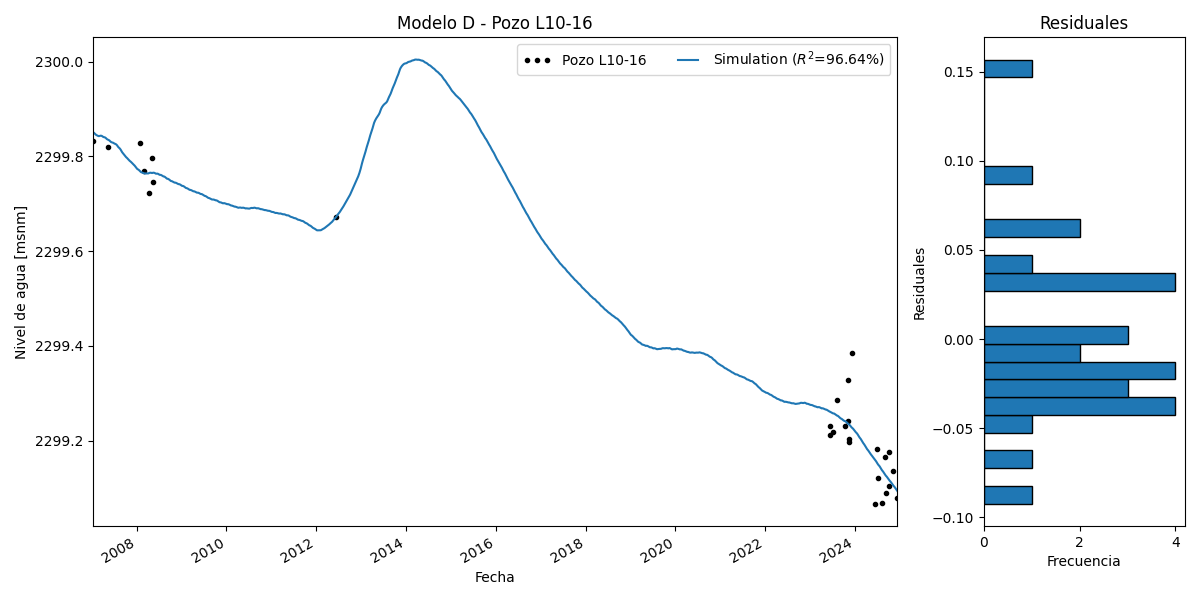 Modelo D - Pozo L10-16
Pozo L10-16
Simulation (R²=96.64%)
Nivel de agua [msnm]
2300.0
2299.8
2299.6
2299.4
2299.2
2008
2010
2012
2014
2016
2018
2020
2022
2024
Fecha
Residuales
Residuales
0.15
0.10
0.05
0.00
−0.05
−0.10
0
2
4
Frecuencia